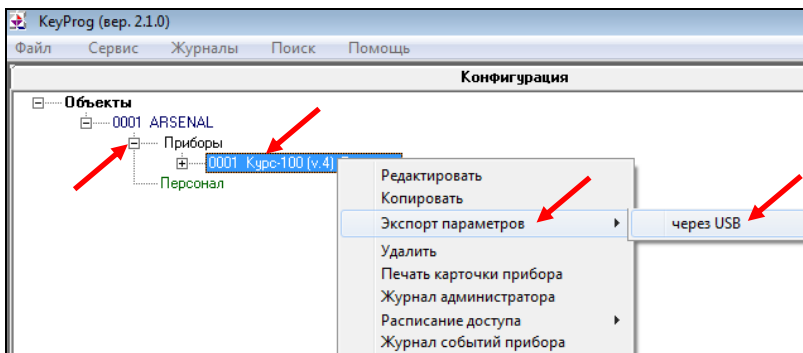 KeyProg (вер. 2.1.0)
Файл Сервис Журналы Поиск Помощь
Конфигурация
Объекты
0001 ARSENAL
Приборы
0001 Курс-100 (v.4)
Персонал
Редактировать
Копировать
Экспорт параметров
через USB
Удалить
Печать карточки прибора
Журнал администратора
Расписание доступа
Журнал событий прибора